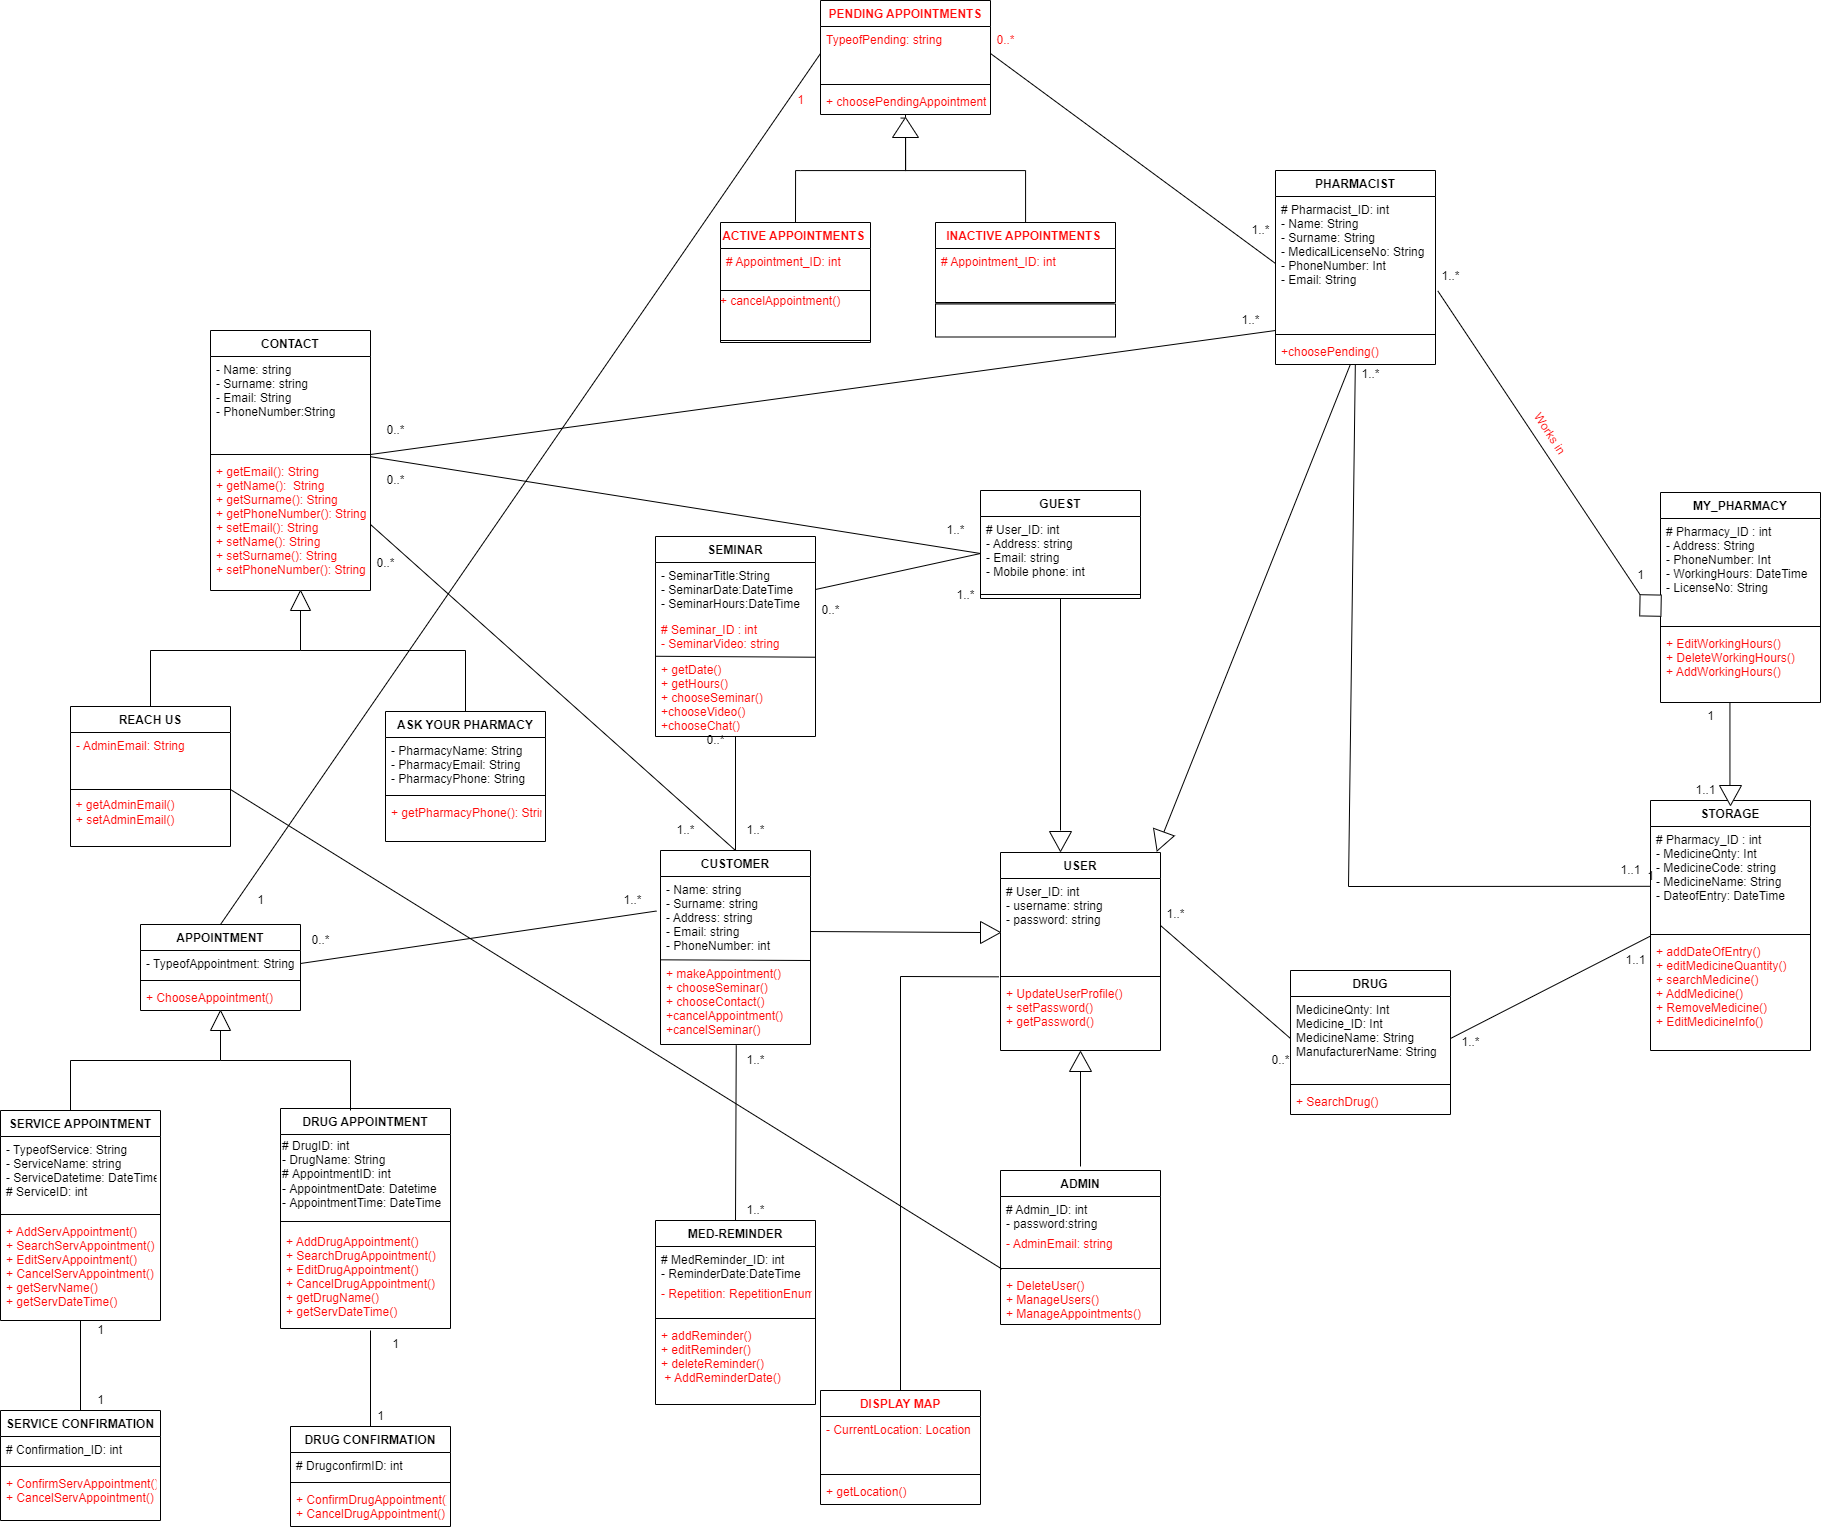 PENDING APPOINTMENTS
TypeofPending: string
+ choosePendingAppointment
0..*
1
ACTIVE APPOINTMENTS
# Appointment_ID: int
+ cancelAppointment()
INACTIVE APPOINTMENTS
# Appointment_ID: int
PHARMACIST
# Pharmacist_ID: int
- Name: String
- Surname: String
- MedicalLicenseNo: String
- PhoneNumber: Int
- Email: String
+choosePending()
1..*
1..*
1..*
1..*
Works in
1
CONTACT
- Name: string
- Surname: string
- Email: String
- PhoneNumber:String
+ getEmail(): String
+ getName():  String
+ getSurname(): String
+ getPhoneNumber(): String
+ setEmail(): String
+ setName(): String
+ setSurname(): String
+ setPhoneNumber(): String
0..*
0..*
0..*
GUEST
# User_ID: int
- Address: string
- Email: string
- Mobile phone: int
1..*
1..*
SEMINAR
- SeminarTitle:String
- SeminarDate:DateTime
- SeminarHours:DateTime
# Seminar_ID : int
- SeminarVideo: string
+ getDate()
+ getHours()
+ chooseSeminar()
+chooseVideo()
+chooseChat()
0..*
0..*
MY_PHARMACY
# Pharmacy_ID : int
- Address: String
- PhoneNumber: Int
- WorkingHours: DateTime
- LicenseNo: String
+ EditWorkingHours()
+ DeleteWorkingHours()
+ AddWorkingHours()
1
1..1
REACH US
- AdminEmail: String
+ getAdminEmail()
+ setAdminEmail()
ASK YOUR PHARMACY
- PharmacyName: String
- PharmacyEmail: String
- PharmacyPhone: String
+ getPharmacyPhone(): Stri
STORAGE
# Pharmacy_ID : int
- MedicineQnty: Int
- MedicineCode: string
- MedicineName: String
- DateofEntry: DateTime
+ addDateOfEntry()
+ editMedicineQuantity()
+ searchMedicine()
+ AddMedicine()
+ RemoveMedicine()
+ EditMedicineInfo()
1..1
1
1..1
CUSTOMER
- Name: string
- Surname: string
- Address: string
- Email: string
- PhoneNumber: int
+ makeAppointment()
+ chooseSeminar()
+ chooseContact()
+cancelAppointment()
+cancelSeminar()
1..*
1..*
1..*
1..*
USER
# User_ID: int
- username: string
- password: string
+ UpdateUserProfile()
+ setPassword()
+ getPassword()
1..*
DRUG
MedicineQnty: Int
Medicine_ID: Int
MedicineName: String
ManufacturerName: String
+ SearchDrug()
0..*
1..*
APPOINTMENT
- TypeofAppointment: String
+ ChooseAppointment()
1
0..*
SERVICE APPOINTMENT
- TypeofService: String
- ServiceName: string
- ServiceDatetime: DateTime
# ServiceID: int
+ AddServAppointment()
+ SearchServAppointment()
+ EditServAppointment()
+ CancelServAppointment()
+ getServName()
+ getServDateTime()
1
1
DRUG APPOINTMENT
# DrugID: int
- DrugName: String
# AppointmentID: int
- AppointmentDate: Datetime
- AppointmentTime: DateTime
+ AddDrugAppointment()
+ SearchDrugAppointment()
+ EditDrugAppointment()
+ CancelDrugAppointment()
+ getDrugName()
+ getServDateTime()
1
1
ADMIN
# Admin_ID: int
- password:string
- AdminEmail: string
+ DeleteUser()
+ ManageUsers()
+ ManageAppointments()
1..*
MED-REMINDER
# MedReminder_ID: int
- ReminderDate:DateTime
- Repetition: RepetitionEnum
+ addReminder()
+ editReminder()
+ deleteReminder()
+ AddReminderDate()
DISPLAY MAP
- CurrentLocation: Location
+ getLocation()
SERVICE CONFIRMATION
# Confirmation_ID: int
+ ConfirmServAppointment()
+ CancelServAppointment()
DRUG CONFIRMATION
# DrugconfirmID: int
+ ConfirmDrugAppointment(
+ CancelDrugAppointment()